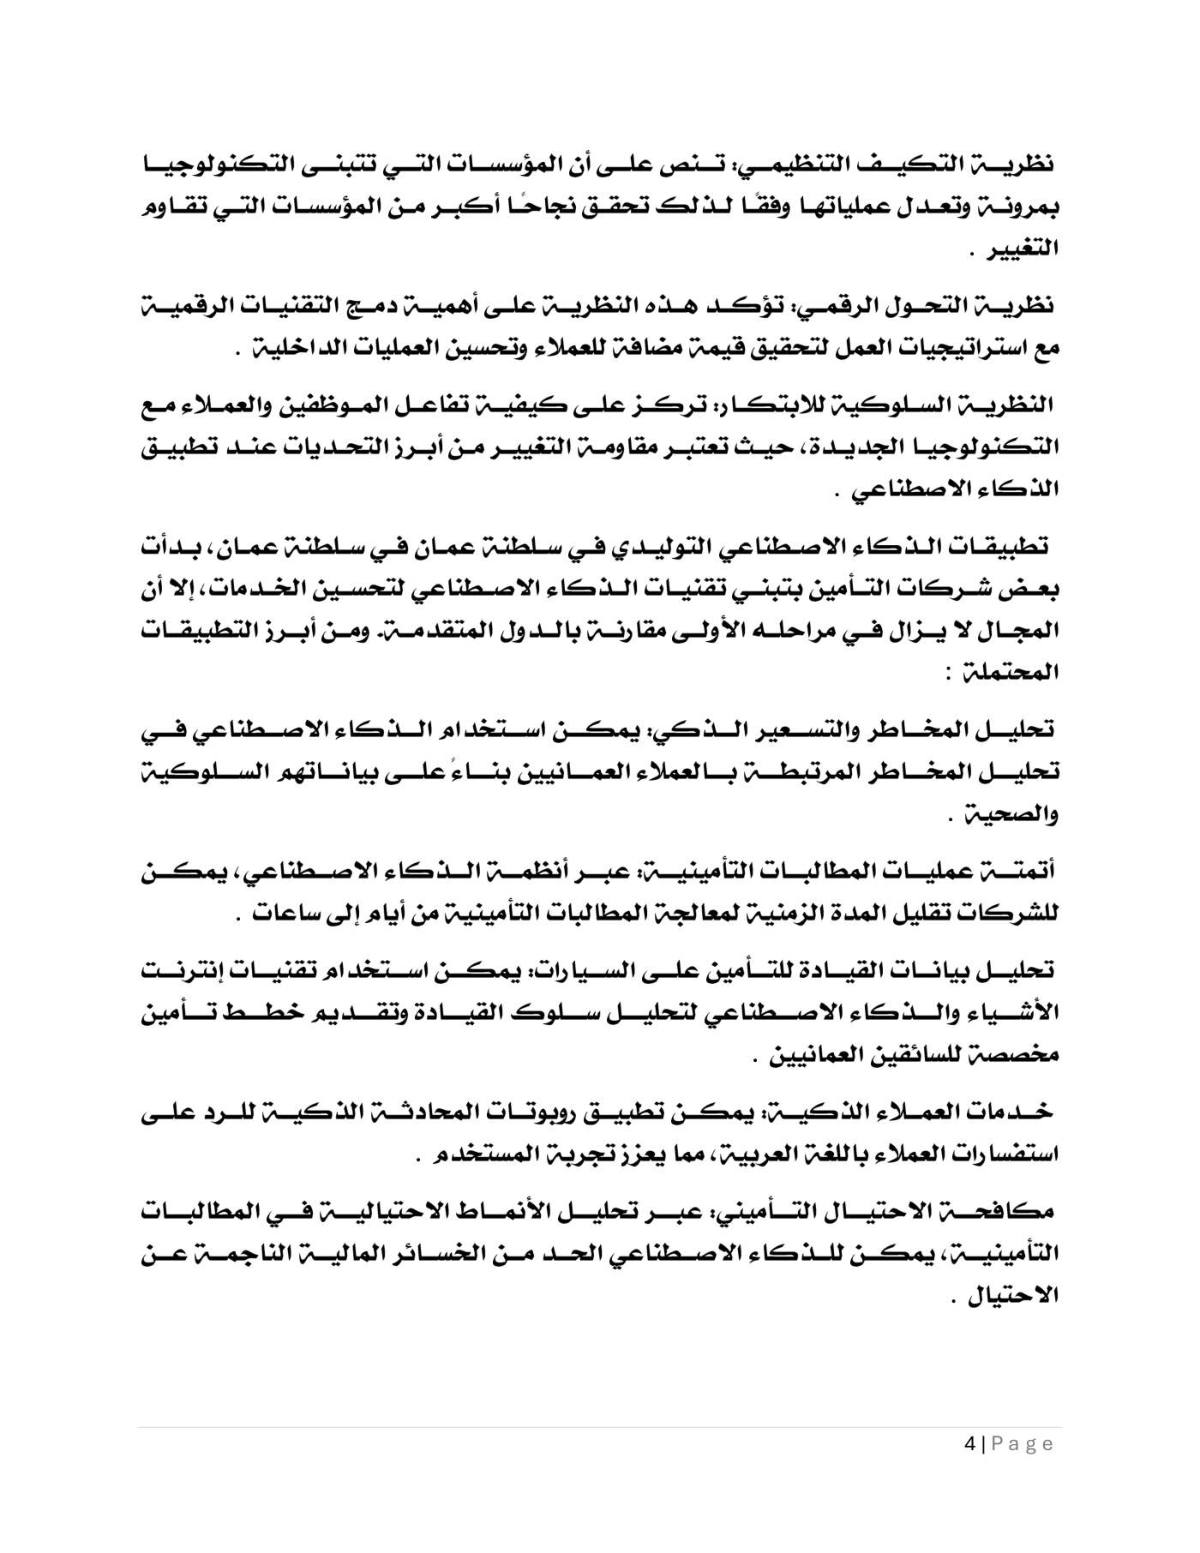 نظرية التكيف التنظيمي: تنص على أن المؤسسات التي تتبنى التكنولوجيا
بمرونة وتعدل عملياتها وفقًا لذلك تحقق نجاحًا أكبر من المؤسسات التي تقاوم
التغيير .
نظرية التحول الرقمي: تؤكد هذه النظرية على أهمية دمج التقنيات الرقمية
مع استراتيجيات العمل لتحقيق قيمة مضافة للعملاء وتحسين العمليات الداخلية .
النظرية السلوكية للابتكار: تركز على كيفية تفاعل الموظفين والعملاء مع
التكنولوجيا الجديدة، حيث تعتبر مقاومة التغيير من أبرز التحديات عند تطبيق
الذكاء الاصطناعي .
تطبيقات الذكاء الاصطناعي التوليدي في سلطنة عمان في سلطنة عمان، بدأت
بعض شركات التأمين بتبني تقنيات الذكاء الاصطناعي لتحسين الخدمات، إلا أن
المجال لا يزال في مراحله الأولى مقارنة بالدول المتقدمة. ومن أبرز التطبيقات
المحتملة :
تحليل المخاطر والتسعير الذكي: يمكن استخدام الذكاء الاصطناعي في
تحليل المخاطر المرتبطة بالعملاء العمانيين بناءً على بياناتهم السلوكية
والصحية .
أتمتة عمليات المطالبات التأمينية: عبر أنظمة الذكاء الاصطناعي، يمكن
للشركات تقليل المدة الزمنية لمعالجة المطالبات التأمينية من أيام إلى ساعات .
تحليل بيانات القيادة للتأمين على السيارات: يمكن استخدام تقنيات إنترنت
الأشياء والذكاء الاصطناعي لتحليل سلوك القيادة وتقديم خطط تأمين
مخصصة للسائقين العمانيين .
خدمات العملاء الذكية: يمكن تطبيق روبوتات المحادثة الذكية للرد على
استفسارات العملاء باللغة العربية، مما يعزز تجربة المستخدم .
مكافحة الاحتيال التأميني: عبر تحليل الأنماط الاحتيالية في المطالبات
التأمينية، يمكن للذكاء الاصطناعي الحد من الخسائر المالية الناجمة عن
الاحتيال .
4 | Page